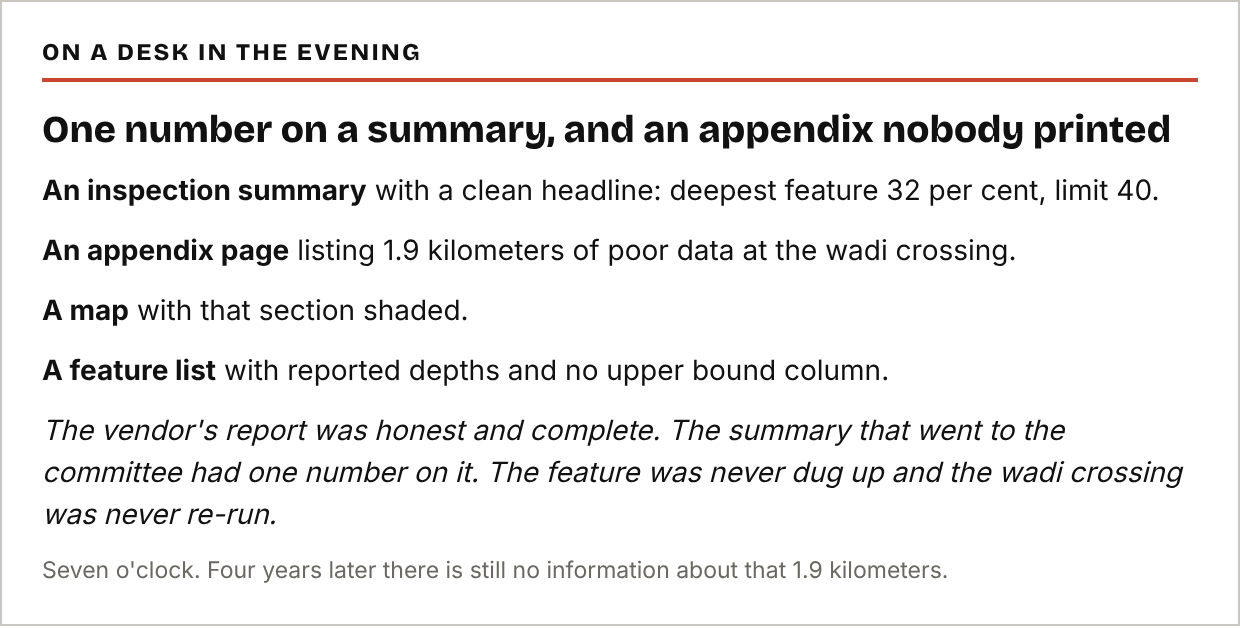 ON A DESK IN THE EVENING
One number on a summary, and an appendix nobody printed
An inspection summary with a clean headline: deepest feature 32 per cent, limit 40.
An appendix page listing 1.9 kilometers of poor data at the wadi crossing.
A map with that section shaded.
A feature list with reported depths and no upper bound column.
The vendor's report was honest and complete. The summary that went to the
committee had one number on it. The feature was never dug up and the wadi crossing
was never re-run.
Seven o'clock. Four years later there is still no information about that 1.9 kilometers.